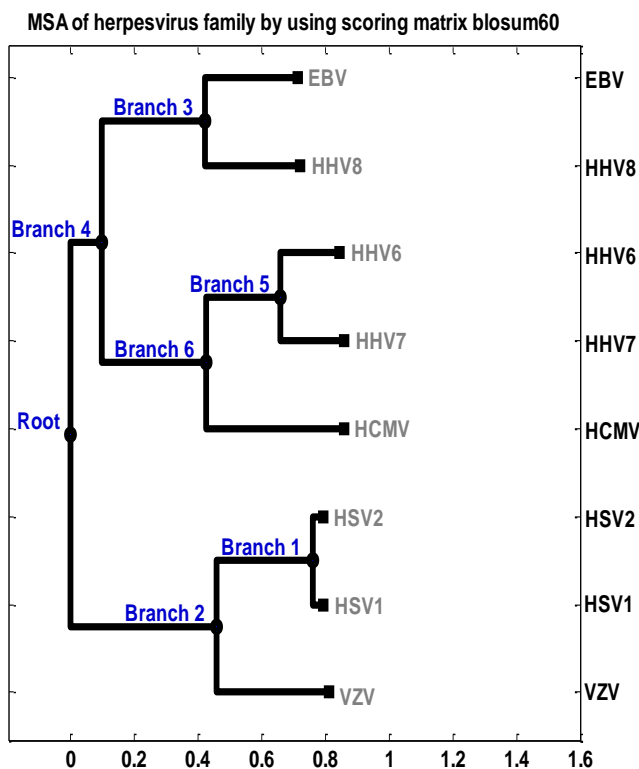 MSA of herpesvirus family by using scoring matrix blosum60
EBV EBV
Branch 3
HHV8 HHV8
Branch 4
HHV6 HHV6
Branch 5
HHV7 HHV7
Branch 6
Root
HCMV HCMV
HSV2 HSV2
Branch 1
HSV1 HSV1
Branch 2
VZV VZV
0 0.2 0.4 0.6 0.8 1 1.2 1.4 1.6